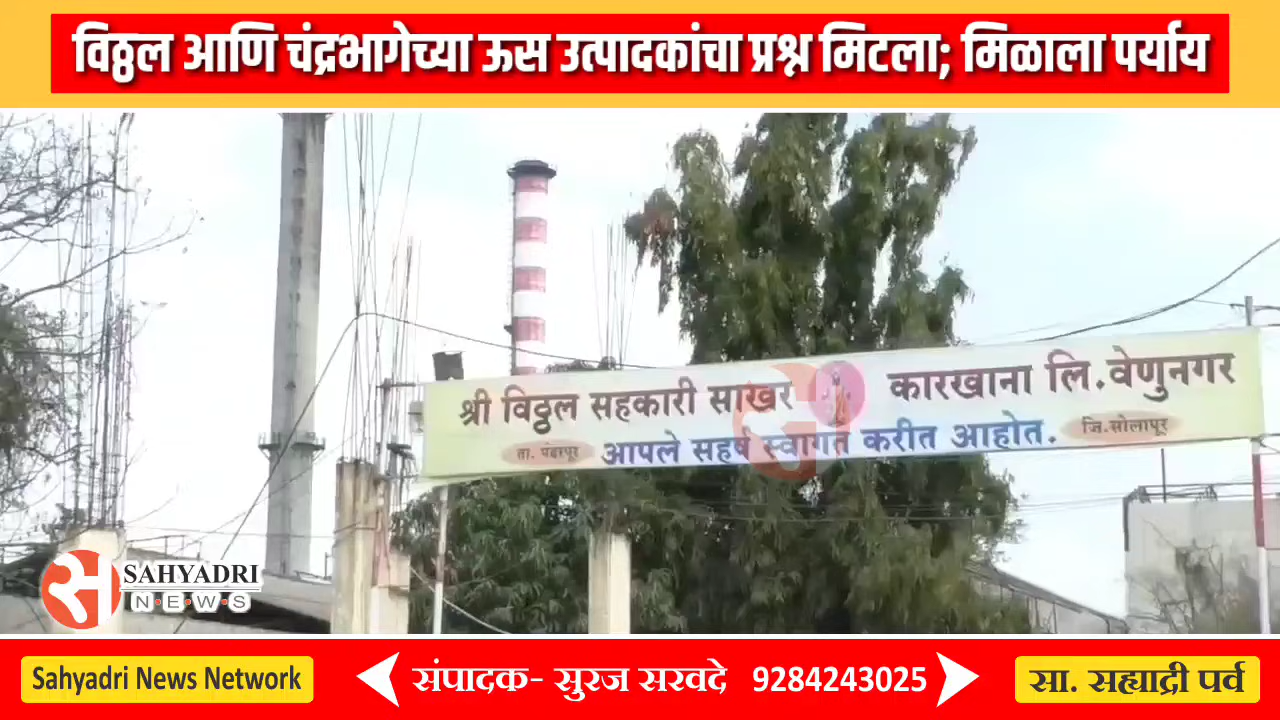 विठ्ठल आणि चंद्रभागेच्या ऊस उत्पादकांचा प्रश्न मिटला; मिळाला पर्याय
श्री विठ्ठल सहकारी साखर कारखाना लि. वेणुनगर
ता. पंढरपूर आपले सहर्ष स्वागत करीत आहोत. जि.सोलापूर
स SAHYADRI
N•E•W•S
Sahyadri News Network संपादक- सुरज सरवदे 9284243025 सा. सह्याद्री पर्व